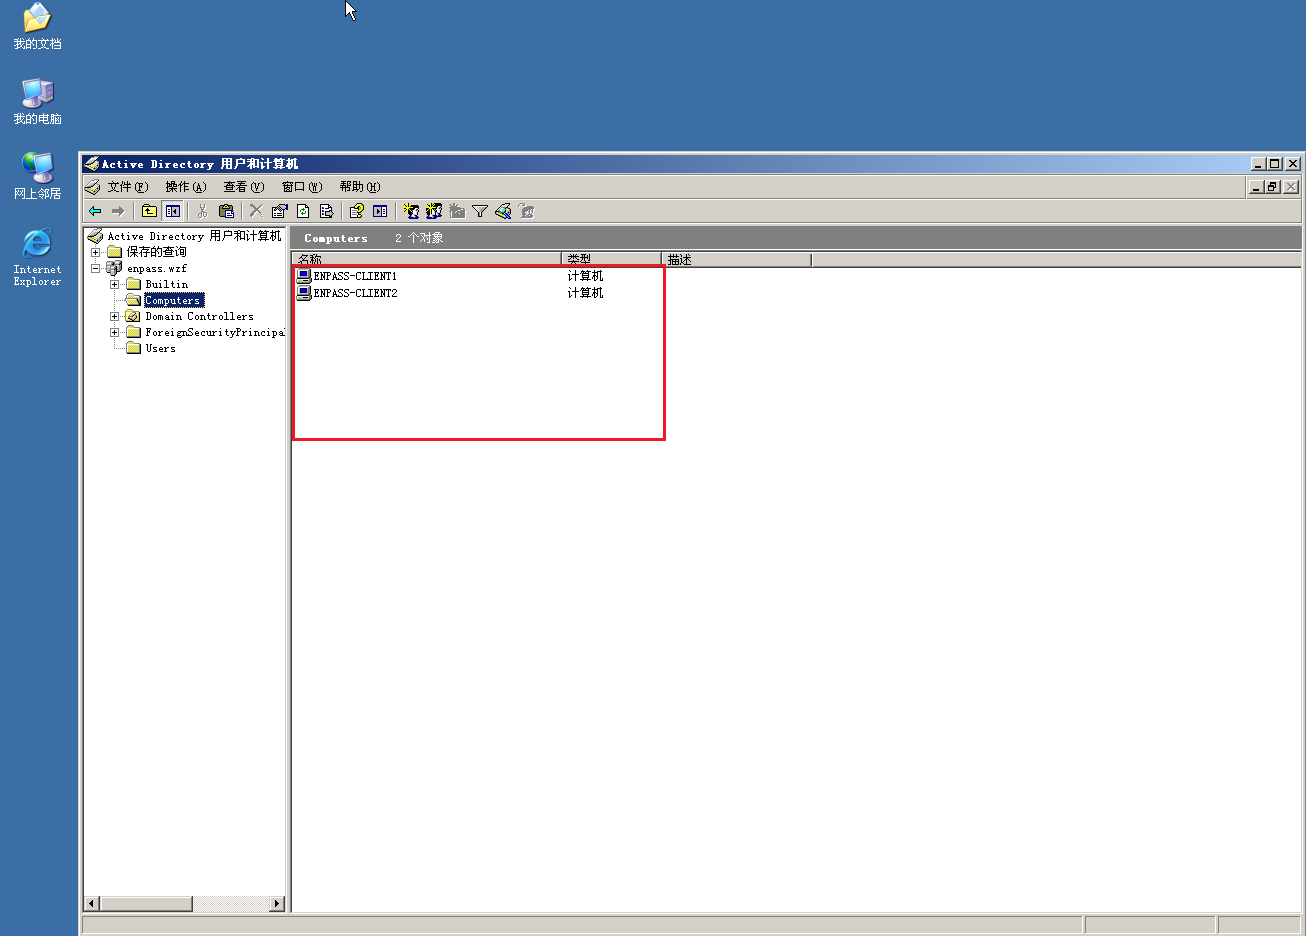 我的文档
我的电脑
网上邻居
Internet
Explorer
Active Directory 用户和计算机
文件(F) 操作(A) 查看(V) 窗口(W) 帮助(H)
Active Directory 用户和计算机
保存的查询
enpass.wzf
Builtin
Computers
Domain Controllers
ForeignSecurityPrincipal
Users
Computers 2 个对象
名称 类型 描述
ENPASS-CLIENT1 计算机
ENPASS-CLIENT2 计算机